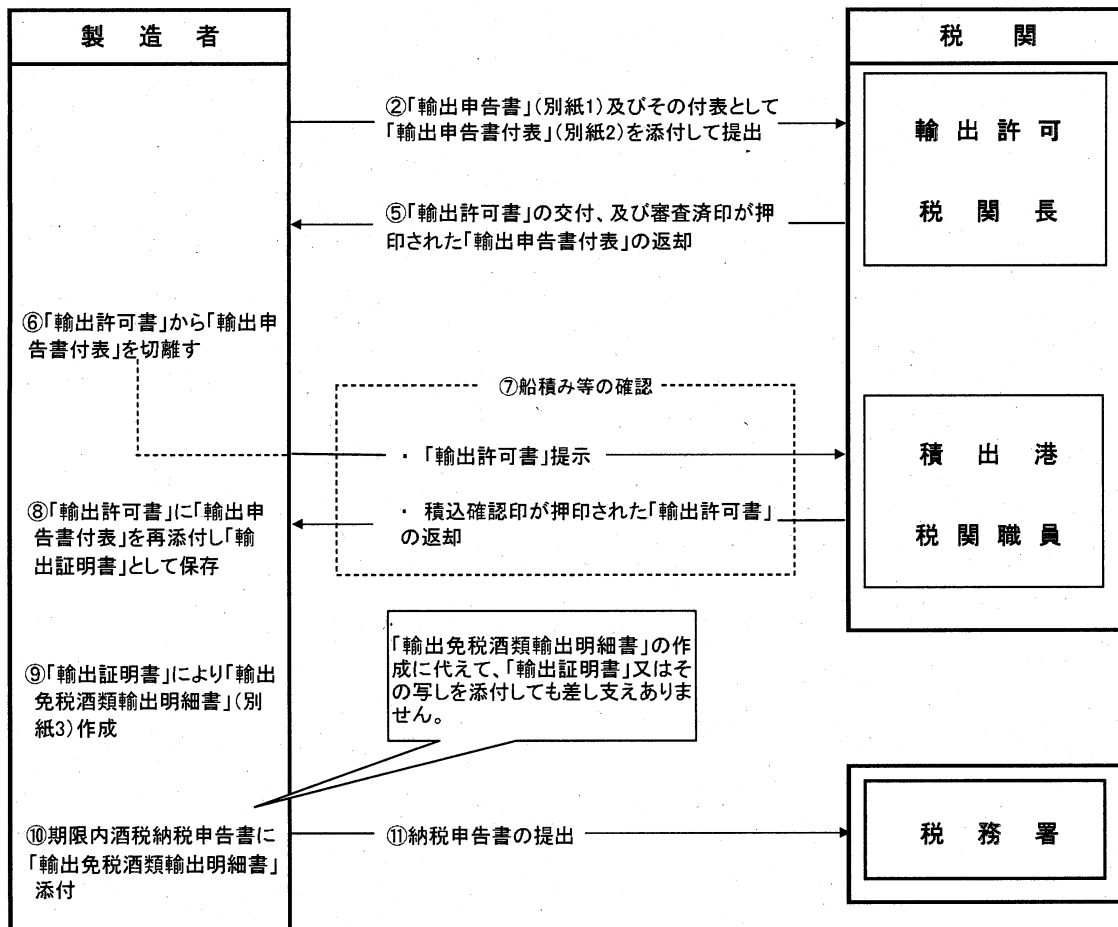 製造者
税関
②「輸出申告書」(別紙1)及びその付表として
「輸出申告書付表」(別紙2)を添付して提出
輸出許可
税関長
⑤「輸出許可書」の交付、及び審査済印が押
印された「輸出申告書付表」の返却
⑥「輸出許可書」から「輸出申
告書付表」を切離す
⑦船積み等の確認
・「輸出許可書」提示
・ 積込確認印が押印された「輸出許可書」
の返却
積出港
税関職員
⑧「輸出許可書」に「輸出申
告書付表」を再添付し「輸
出証明書」として保存
「輸出免税酒類輸出明細書」の作
成に代えて、「輸出証明書」又はそ
の写しを添付しても差し支えありま
せん。
⑨「輸出証明書」により「輸出
免税酒類輸出明細書」(別
紙3)作成
⑩期限内酒税納税申告書に
「輸出免税酒類輸出明細書」
添付
⑪納税申告書の提出
税務署